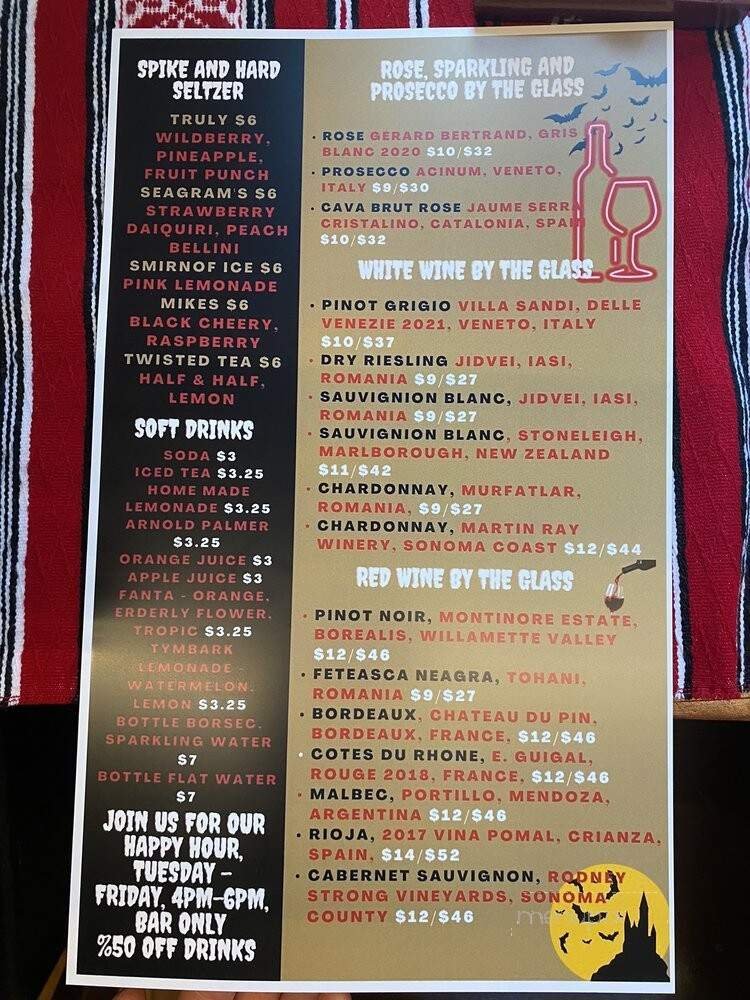 SPIKE AND HARD
SELTZER
TRULY $6
WILDBERRY,
PINEAPPLE,
FRUIT PUNCH
SEAGRAM'S $6
STRAWBERRY
DAIQUIRI, PEACH
BELLINI
SMIRNOF ICE $6
PINK LEMONADE
MIKES $6
BLACK CHEERY,
RASPBERRY
TWISTED TEA $6
HALF & HALF,
LEMON
SOFT DRINKS
SODA $3
ICED TEA $3.25
HOME MADE
LEMONADE $3.25
ARNOLD PALMER
$3.25
ORANGE JUICE $3
APPLE JUICE $3
FANTA - ORANGE,
ERDERLY FLOWER,
TROPIC $3.25
TYMBARK
LEMONADE -
WATERMELON,
LEMON $3.25
BOTTLE BORSEC,
SPARKLING WATER
$7
BOTTLE FLAT WATER
$7
JOIN US FOR OUR
HAPPY HOUR,
TUESDAY -
FRIDAY, 4PM-6PM,
BAR ONLY
%50 OFF DRINKS
ROSE, SPARKLING AND
PROSECCO BY THE GLASS
• ROSE GERARD BERTRAND, GRIS
BLANC 2020 $10/$32
• PROSECCO ACINUM, VENETO,
ITALY $9/$30
• CAVA BRUT ROSE JAUME SERRA
CRISTALINO, CATALONIA, SPAIN
$10/$32
WHITE WINE BY THE GLASS
• PINOT GRIGIO VILLA SANDI, DELLE
VENEZIE 2021, VENETO, ITALY
$10/$37
• DRY RIESLING JIDVEI, IASI,
ROMANIA $9/$27
• SAUVIGNION BLANC, JIDVEI, IASI,
ROMANIA $9/$27
• SAUVIGNION BLANC, STONELEIGH,
MARLBOROUGH, NEW ZEALAND
$11/$42
• CHARDONNAY, MURFATLAR,
ROMANIA, $9/$27
• CHARDONNAY, MARTIN RAY
WINERY, SONOMA COAST $12/$44
RED WINE BY THE GLASS
• PINOT NOIR, MONTINORE ESTATE,
BOREALIS, WILLAMETTE VALLEY
$12/$46
• FETEASCA NEAGRA, TOHANI,
ROMANIA $9/$27
• BORDEAUX, CHATEAU DU PIN,
BORDEAUX, FRANCE, $12/$46
• COTES DU RHONE, E. GUIGAL,
ROUGE 2018, FRANCE, $12/$46
• MALBEC, PORTILLO, MENDOZA,
ARGENTINA $12/$46
• RIOJA, 2017 VINA POMAL, CRIANZA,
SPAIN, $14/$52
• CABERNET SAUVIGNON, RODNEY
STRONG VINEYARDS, SONOMA
COUNTY $12/$46